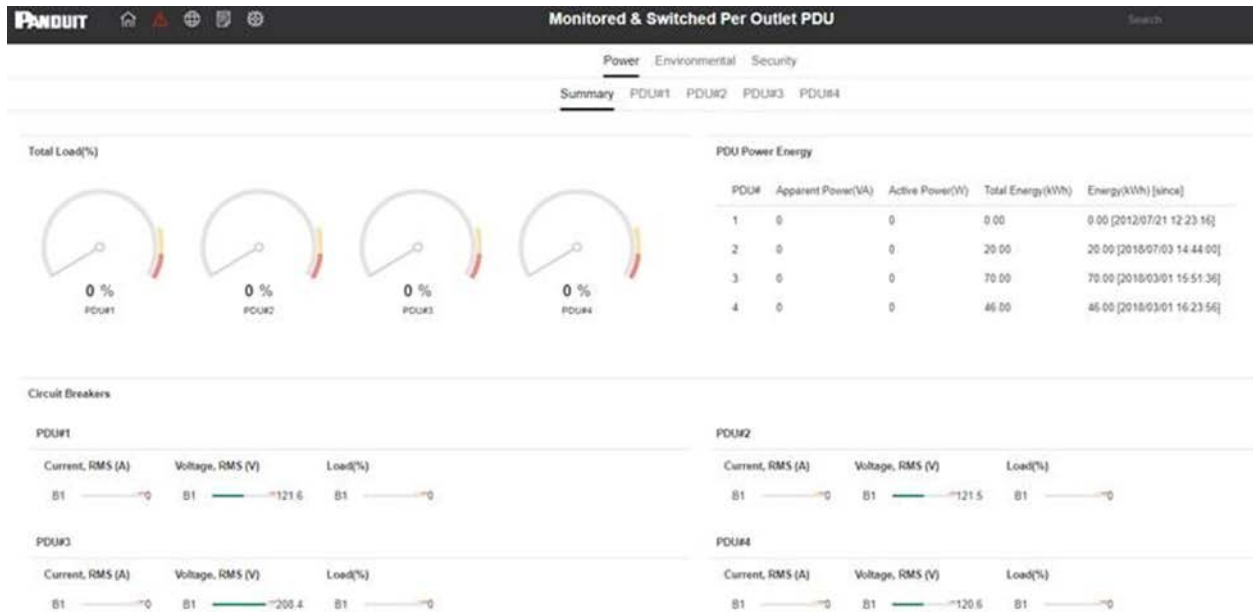 PANDUIT
Monitored & Switched Per Outlet PDU
Search
Power Environmental Security
Summary PDU#1 PDU#2 PDU#3 PDU#4
Total Load(%)
0 %
PDU#1
0 %
PDU#2
0 %
PDU#3
0 %
PDU#4
PDU Power Energy
PDU# Apparent Power(VA) Active Power(W) Total Energy(kWh) Energy(kWh) [since]
1 0 0 0.00 0.00 [2012/07/21 12:23:16]
2 0 0 20.00 20.00 [2018/07/03 14:44:00]
3 0 0 70.00 70.00 [2018/03/01 15:51:36]
4 0 0 46.00 46.00 [2018/03/01 16:23:56]
Circuit Breakers
PDU#1
Current, RMS (A) Voltage, RMS (V) Load(%)
B1 0 B1 121.6 B1 0
PDU#2
Current, RMS (A) Voltage, RMS (V) Load(%)
B1 0 B1 121.5 B1 0
PDU#3
Current, RMS (A) Voltage, RMS (V) Load(%)
B1 0 B1 208.4 B1 0
PDU#4
Current, RMS (A) Voltage, RMS (V) Load(%)
B1 0 B1 120.6 B1 0